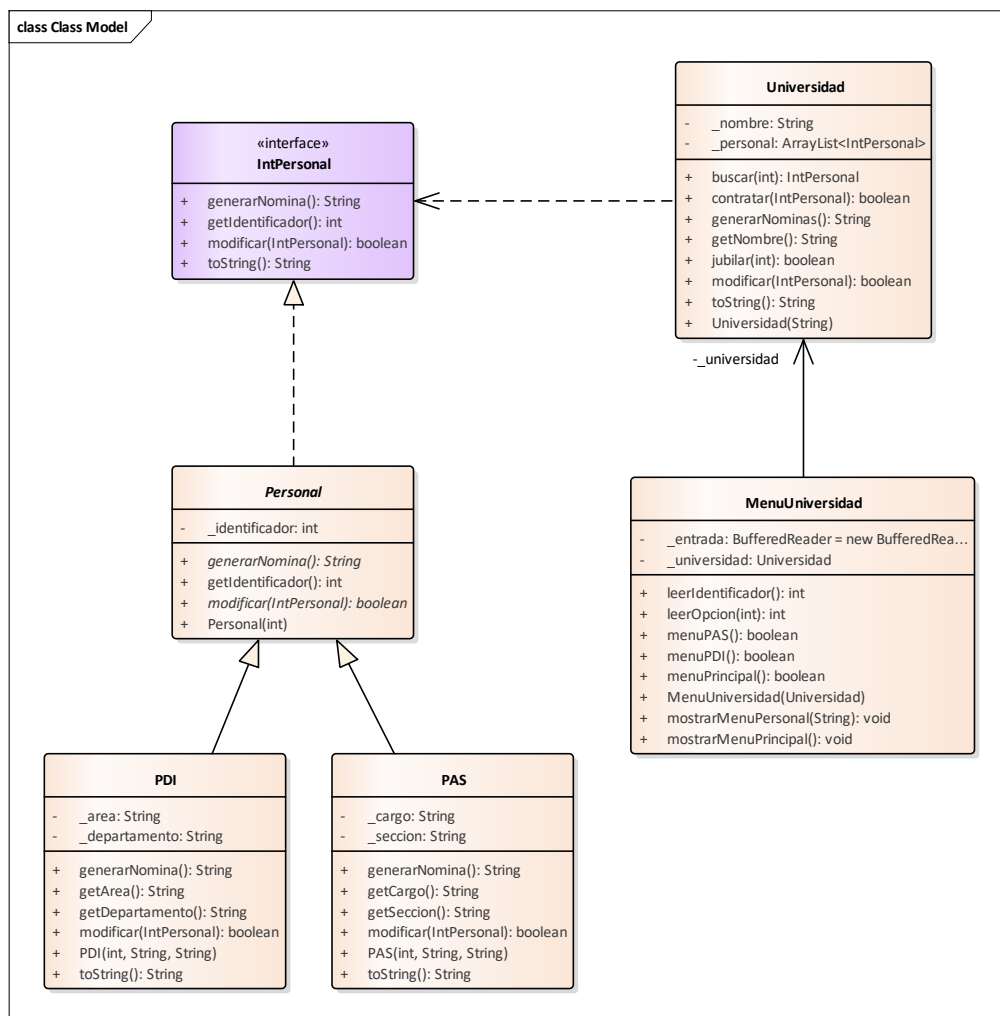 class Class Model
«interface»
IntPersonal
+ generarNomina(): String
+ getIdentificador(): int
+ modificar(IntPersonal): boolean
+ toString(): String
Universidad
- _nombre: String
- _personal: ArrayList<IntPersonal>
+ buscar(int): IntPersonal
+ contratar(IntPersonal): boolean
+ generarNominas(): String
+ getNombre(): String
+ jubilar(int): boolean
+ modificar(IntPersonal): boolean
+ toString(): String
+ Universidad(String)
-_universidad
Personal
- _identificador: int
+ generarNomina(): String
+ getIdentificador(): int
+ modificar(IntPersonal): boolean
+ Personal(int)
MenuUniversidad
- _entrada: BufferedReader = new BufferedRea...
- _universidad: Universidad
+ leerIdentificador(): int
+ leerOpcion(int): int
+ menuPAS(): boolean
+ menuPDI(): boolean
+ menuPrincipal(): boolean
+ MenuUniversidad(Universidad)
+ mostrarMenuPersonal(String): void
+ mostrarMenuPrincipal(): void
PDI
- _area: String
- _departamento: String
+ generarNomina(): String
+ getArea(): String
+ getDepartamento(): String
+ modificar(IntPersonal): boolean
+ PDI(int, String, String)
+ toString(): String
PAS
- _cargo: String
- _seccion: String
+ generarNomina(): String
+ getCargo(): String
+ getSeccion(): String
+ modificar(IntPersonal): boolean
+ PAS(int, String, String)
+ toString(): String